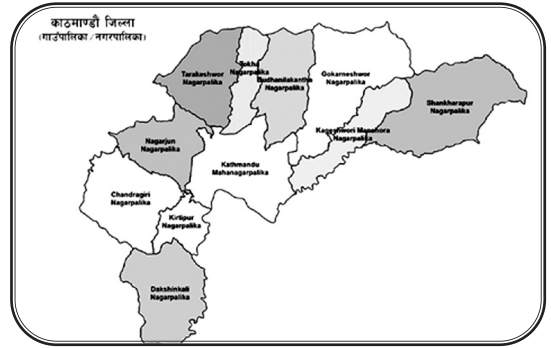 काठमाण्डौ जिल्ला
(गाउँपालिका / नगरपालिका)
Tarakeshwor
Nagarpalika
Tokha
Nagarpalika
Budhanilakantha
Nagarpalika
Gokarneshwor
Nagarpalika
Shankharapur
Nagarpalika
Kageshwori Manohora
Nagarpalika
Nagarjun
Nagarpalika
Kathmandu
Mahanagarpalika
Chandragiri
Nagarpalika
Kirtipur
Nagarpalika
Dakshinkali
Nagarpalika